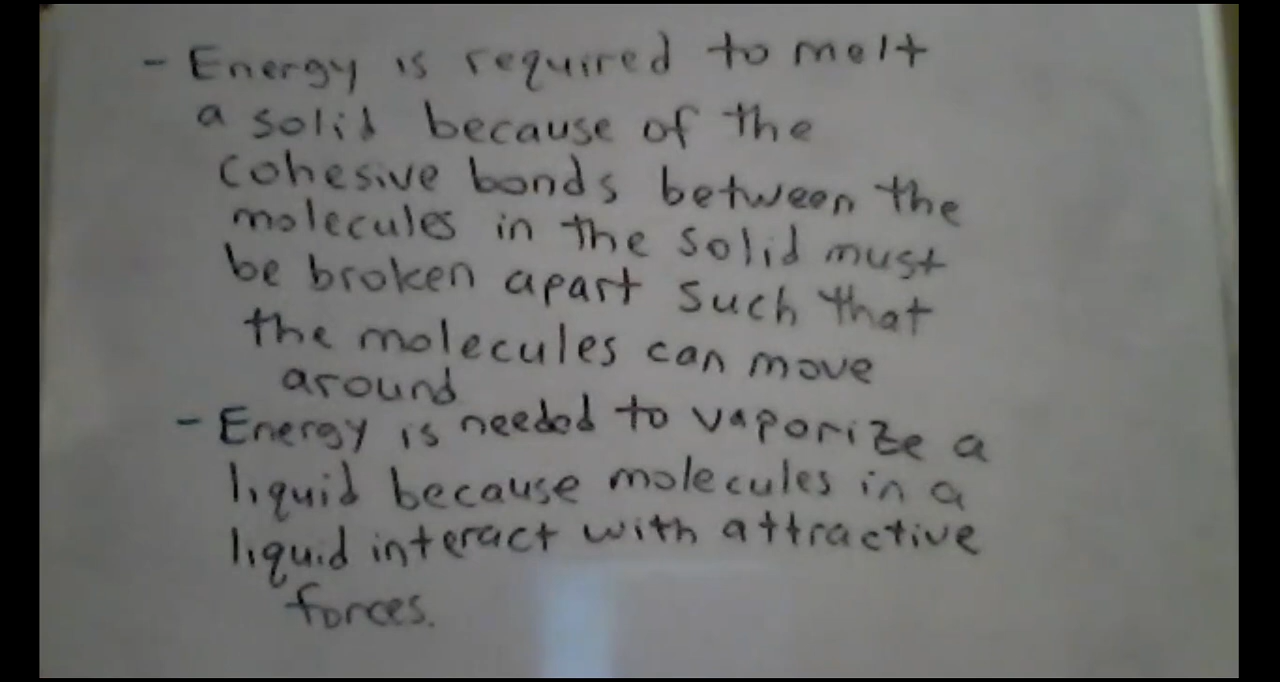 - Energy is required to melt
a solid because of the
cohesive bonds between the
molecules in the solid must
be broken apart such that
the molecules can move
around
- Energy is needed to vaporize a
liquid because molecules in a
liquid interact with attractive
forces.